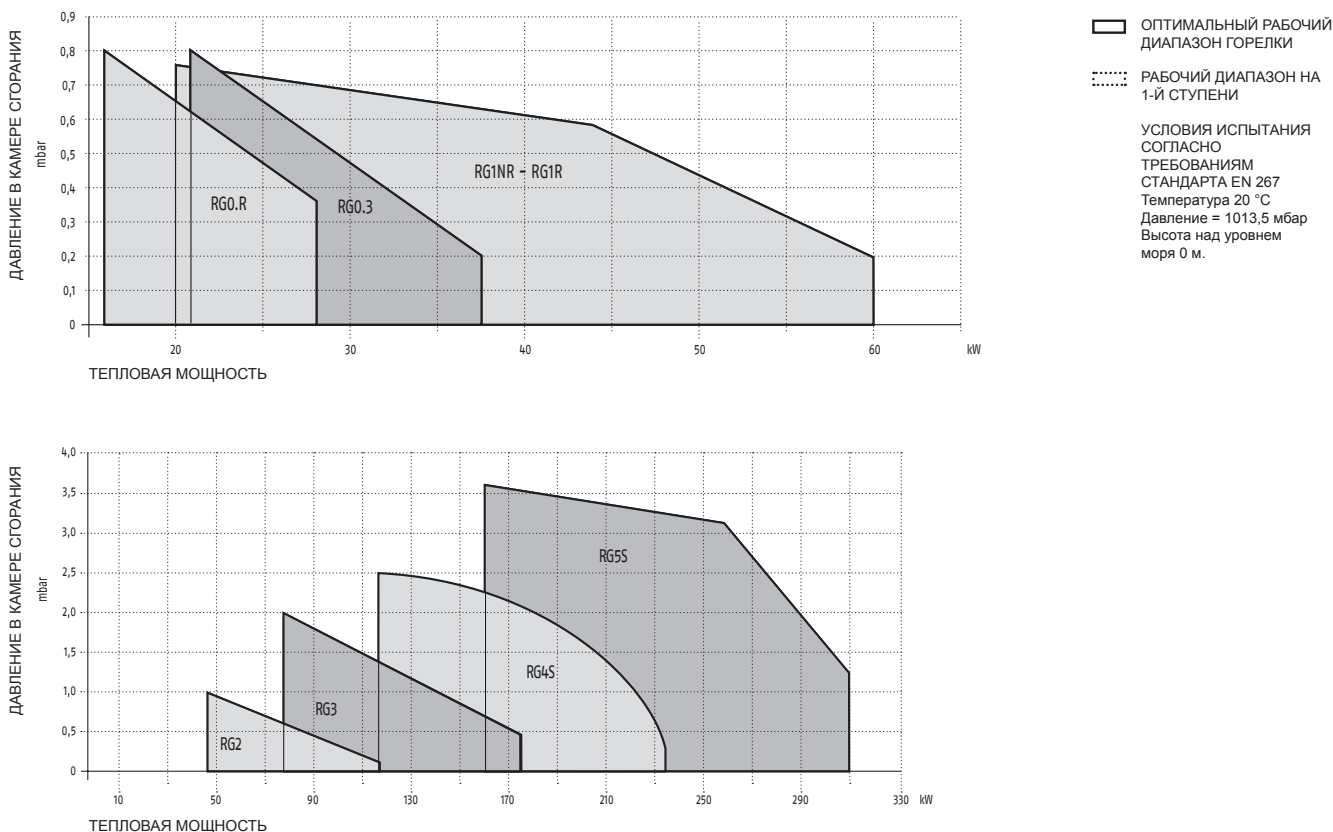 ДАВЛЕНИЕ В КАМЕРЕ СГОРАНИЯ
mbar
0,9
0,8
0,7
0,6
0,5
0,4
0,3
0,2
0,1
0
RG0.R
RG0.3
RG1NR - RG1R
20
30
40
50
60
kW
ТЕПЛОВАЯ МОЩНОСТЬ
ОПТИМАЛЬНЫЙ РАБОЧИЙ
ДИАПАЗОН ГОРЕЛКИ
РАБОЧИЙ ДИАПАЗОН НА
1-Й СТУПЕНИ
УСЛОВИЯ ИСПЫТАНИЯ
СОГЛАСНО
ТРЕБОВАНИЯМ
СТАНДАРТА EN 267
Температура 20 °C
Давление = 1013,5 мбар
Высота над уровнем
моря 0 м.
ДАВЛЕНИЕ В КАМЕРЕ СГОРАНИЯ
mbar
4,0
3,5
3,0
2,5
2,0
1,5
1,0
0,5
0
RG2
RG3
RG4S
RG5S
10
50
90
130
170
210
250
290
330
kW
ТЕПЛОВАЯ МОЩНОСТЬ